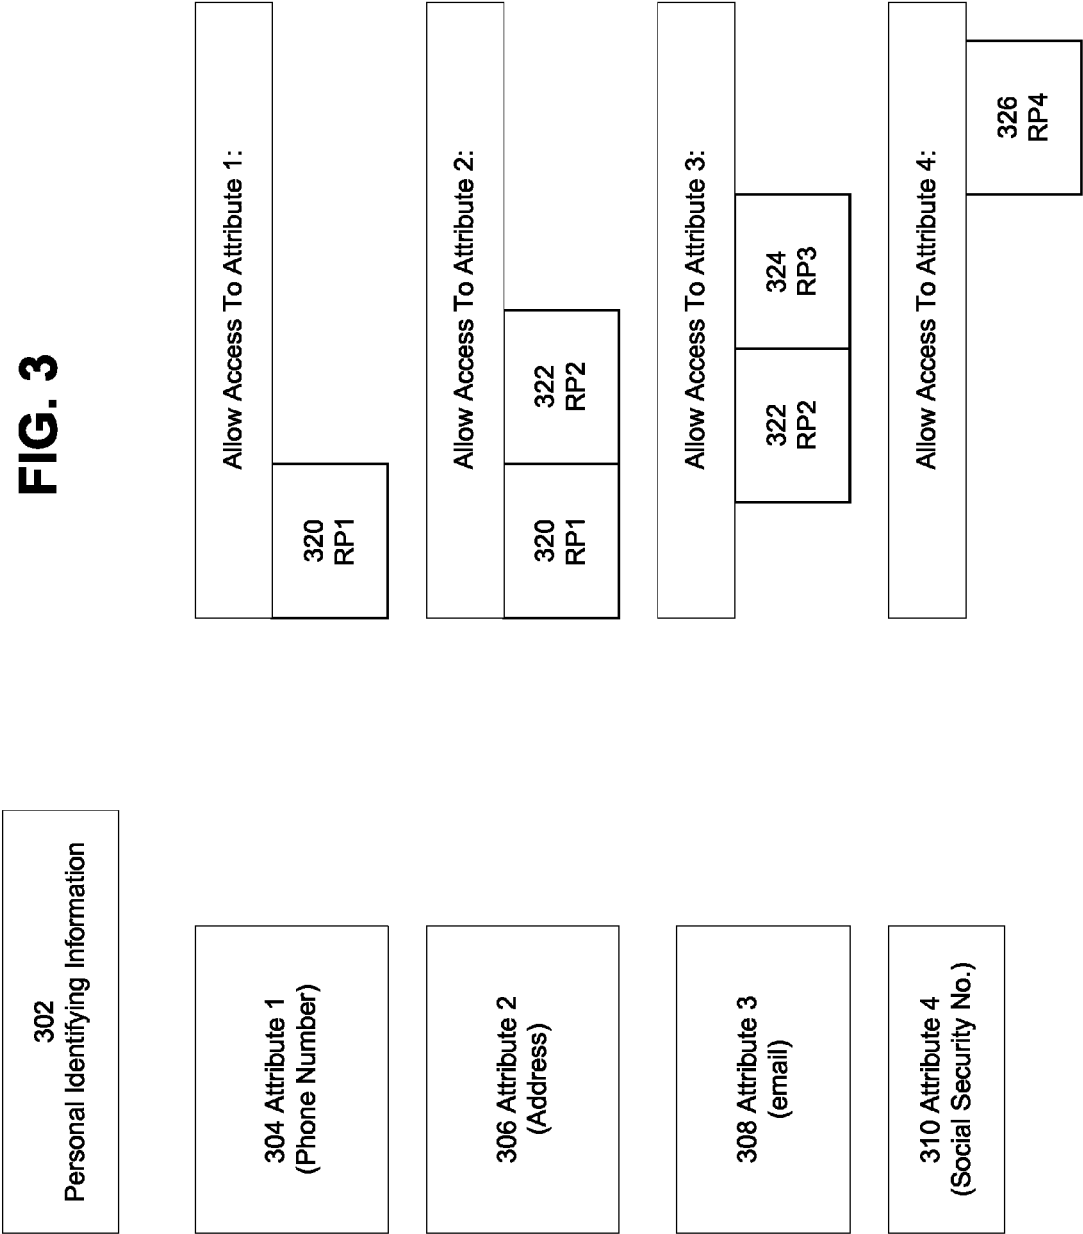 FIG. 3
302
Personal Identifying Information
304 Attribute 1
(Phone Number)
Allow Access To Attribute 1:
320
RP1
306 Attribute 2
(Address)
Allow Access To Attribute 2:
320
RP1
322
RP2
308 Attribute 3
(email)
Allow Access To Attribute 3:
322
RP2
324
RP3
310 Attribute 4
(Social Security No.)
Allow Access To Attribute 4:
326
RP4